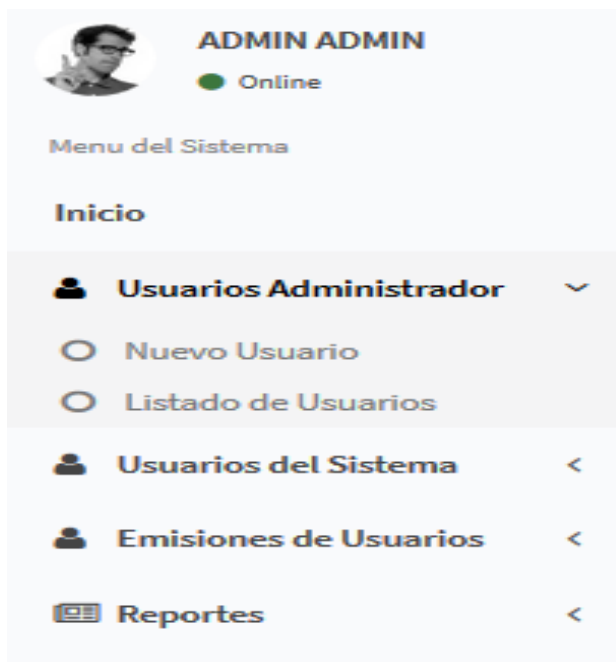 ADMIN ADMIN
Online
Menu del Sistema
Inicio
Usuarios Administrador
Nuevo Usuario
Listado de Usuarios
Usuarios del Sistema
Emisiones de Usuarios
Reportes